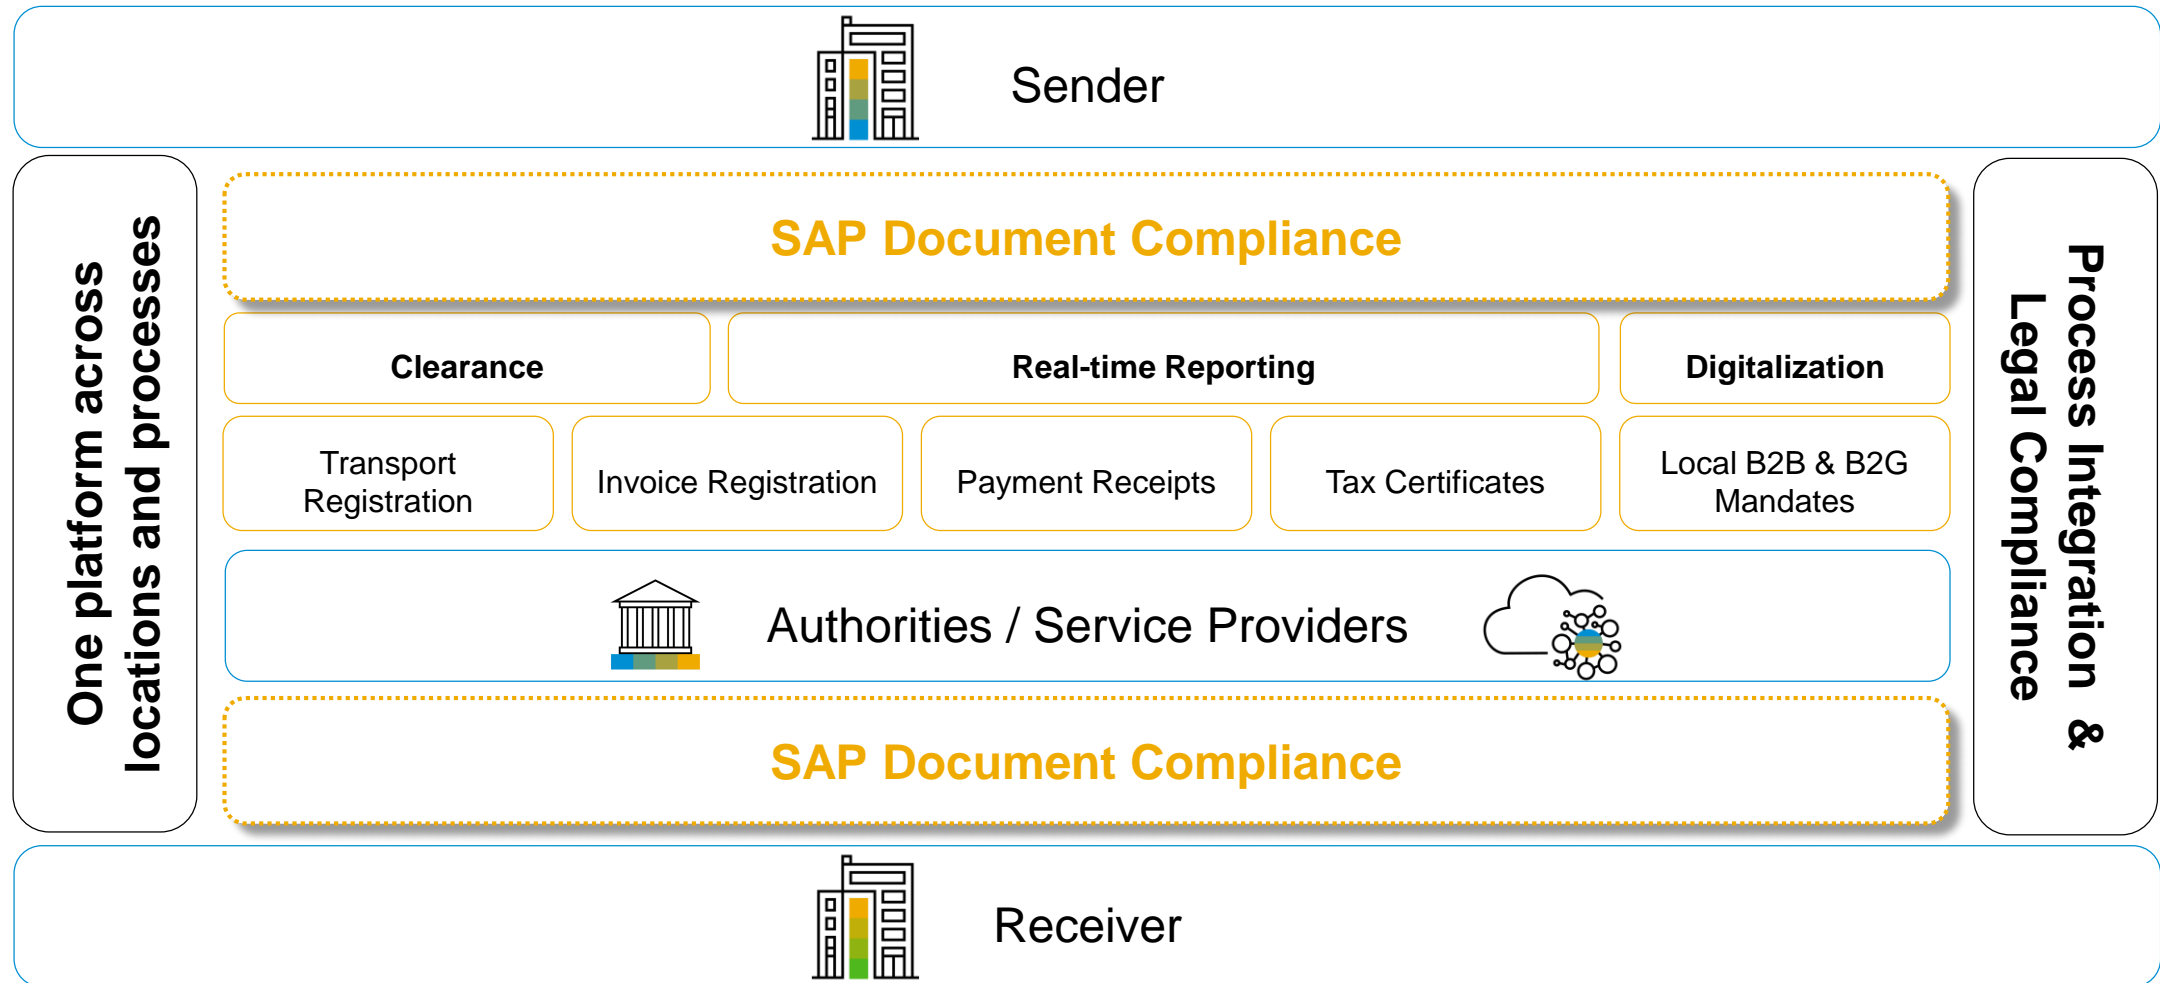 Sender
One platform across
locations and processes
SAP Document Compliance
Process Integration &
Legal Compliance
Clearance
Real-time Reporting
Digitalization
Transport
Registration
Invoice Registration
Payment Receipts
Tax Certificates
Local B2B & B2G
Mandates
Authorities / Service Providers
SAP Document Compliance
Receiver